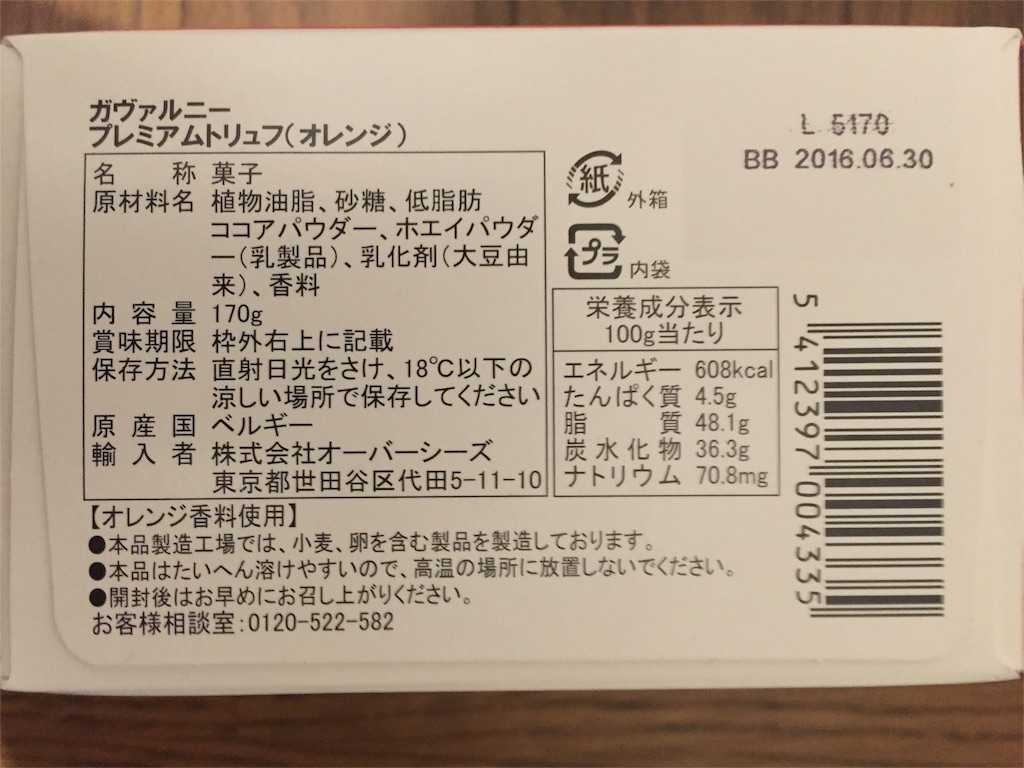 ガヴァルニー
プレミアムトリュフ(オレンジ)
名称 菓子
原材料名 植物油脂、砂糖、低脂肪
ココアパウダー、ホエイパウダ
ー(乳製品)、乳化剤(大豆由
来)、香料
内容量 170g
賞味期限 枠外右上に記載
保存方法 直射日光をさけ、18℃以下の
涼しい場所で保存してください
原産国 ベルギー
輸入者 株式会社オーバーシーズ
東京都世田谷区代田5-11-10
【オレンジ香料使用】
●本品製造工場では、小麦、卵を含む製品を製造しております。
●本品はたいへん溶けやすいので、高温の場所に放置しないでください。
●開封後はお早めにお召し上がりください。
お客様相談室:0120-522-582
L 5170
BB 2016.06.30
紙
外箱
プラ
内袋
栄養成分表示
100g当たり
エネルギー 608kcal
たんぱく質 4.5g
脂質 48.1g
炭水化物 36.3g
ナトリウム 70.8mg
5 412397 004335